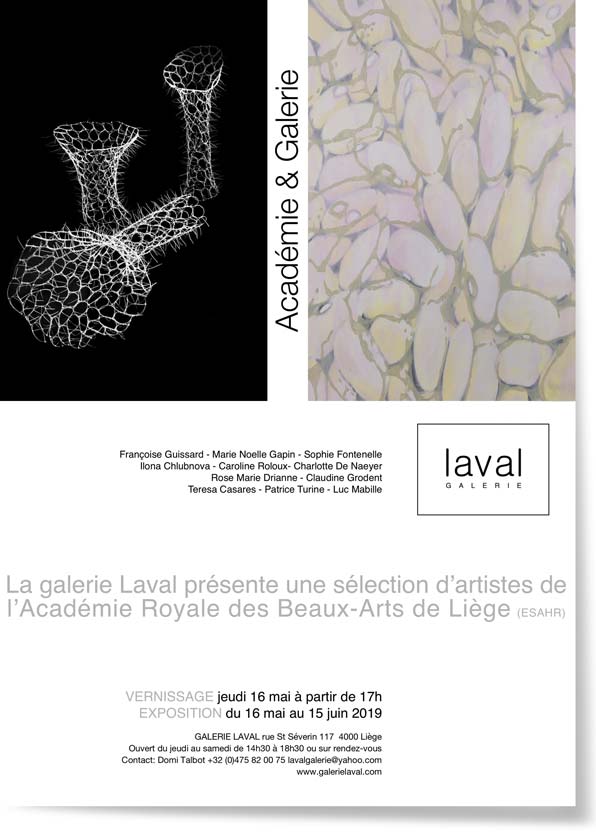 Académie & Galerie
Françoise Guissard - Marie Noelle Gapin - Sophie Fontenelle
Ilona Chlubnova - Caroline Roloux- Charlotte De Naeyer
Rose Marie Drianne - Claudine Grodent
Teresa Casares - Patrice Turine - Luc Mabille
laval
GALERIE
La galerie Laval présente une sélection d'artistes de
l'Académie Royale des Beaux-Arts de Liège (ESAHR)
VERNISSAGE jeudi 16 mai à partir de 17h
EXPOSITION du 16 mai au 15 juin 2019
GALERIE LAVAL rue St Séverin 117 4000 Liège
Ouvert du jeudi au samedi de 14h30 à 18h30 ou sur rendez-vous
Contact: Domi Talbot +32 (0)475 82 00 75 lavalgalerie@yahoo.com
www.galerielaval.com